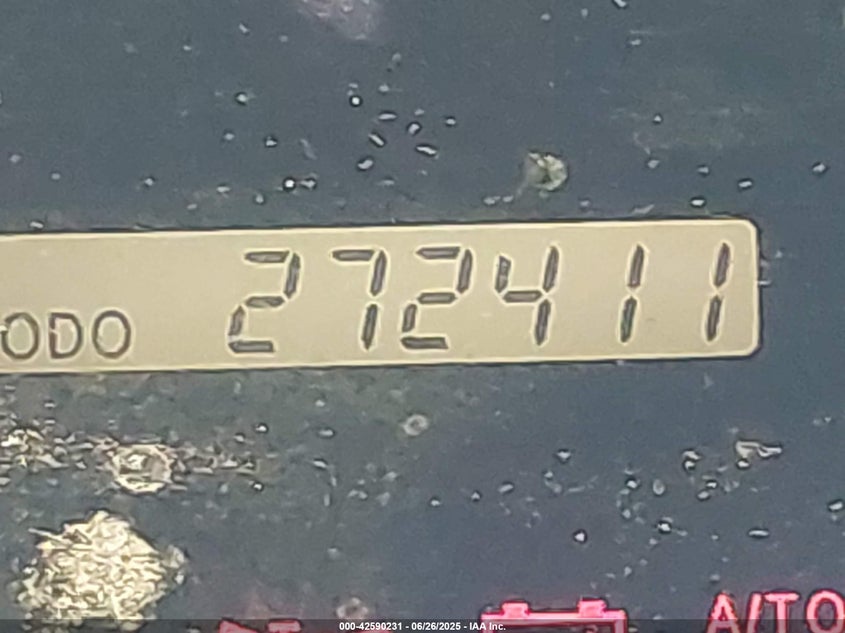 ODO 272411
A/TO
000-42590231 - 06/26/2025 - IAA Inc.